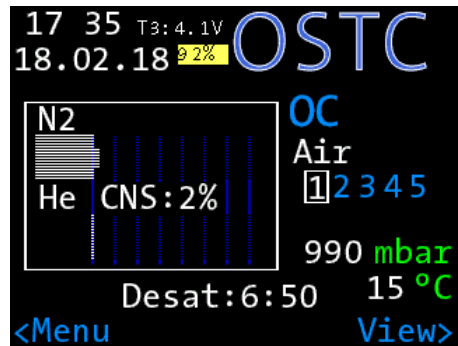 17 35 T3:4.1V
18.02.18 92% OSTC
N2
OC
Air
He CNS:2%
1 2 3 4 5
990 mbar
Desat:6:50 15 ºC
<Menu View>